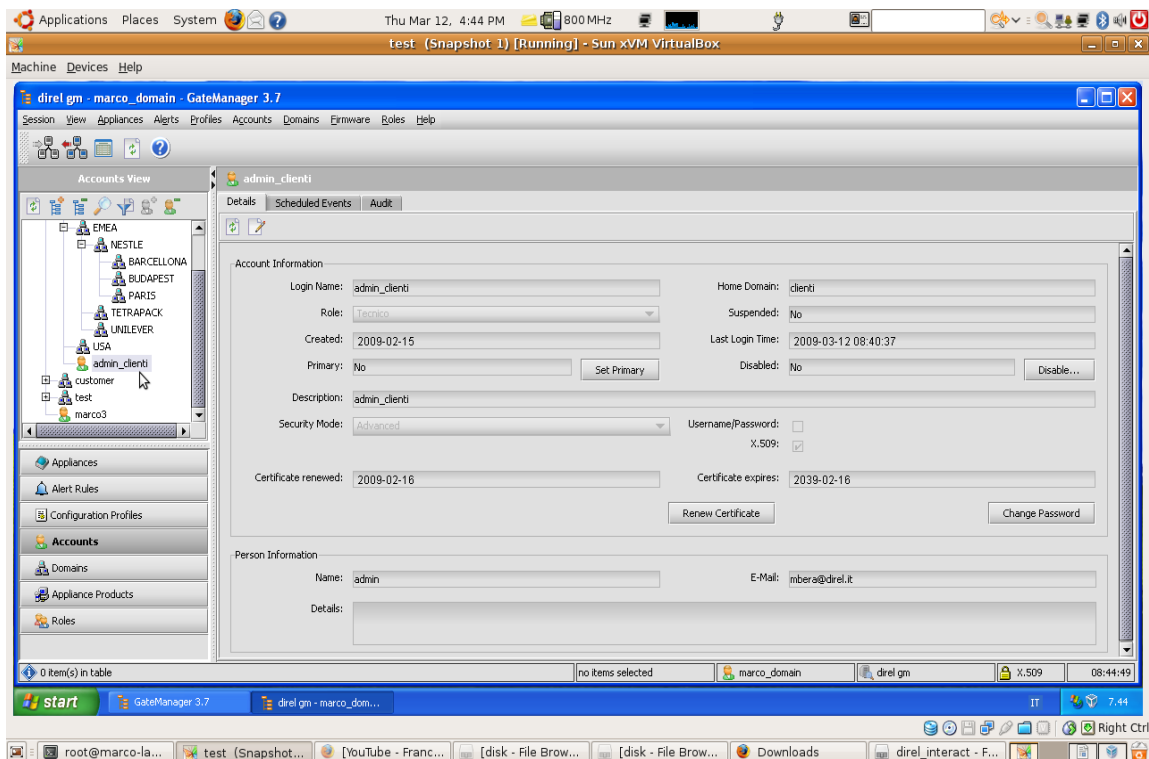 Applications Places System Thu Mar 12, 4:44 PM 800 MHz
test (Snapshot 1) [Running] - Sun xVM VirtualBox
Machine Devices Help
direl gm - marco_domain - GateManager 3.7
Session View Appliances Alerts Profiles Accounts Domains Firmware Roles Help
Accounts View
admin_clienti
Details Scheduled Events Audit
EMEA
NESTLE
BARCELLONA
BUDAPEST
PARIS
TETRAPACK
UNILEVER
USA
admin_clienti
customer
test
marco3
Appliances
Alert Rules
Configuration Profiles
Accounts
Domains
Appliance Products
Roles
Account Information
Login Name: admin_clienti Home Domain: clienti
Role: Tecnico Suspended: No
Created: 2009-02-15 Last Login Time: 2009-03-12 08:40:37
Primary: No Set Primary Disabled: No Disable...
Description: admin_clienti
Security Mode: Advanced Username/Password:
X.509:
Certificate renewed: 2009-02-16 Certificate expires: 2039-02-16
Renew Certificate Change Password
Person Information
Name: admin E-Mail: mbera@direl.it
Details:
0 item(s) in table no items selected marco_domain direl gm X.509 08:44:49
start GateManager 3.7 direl gm - marco_dom... IT 7.44
Right Ctrl
root@marco-la... test (Snapshot... [YouTube - Franc... [disk - File Brow... [disk - File Brow... Downloads direl_interact - F...